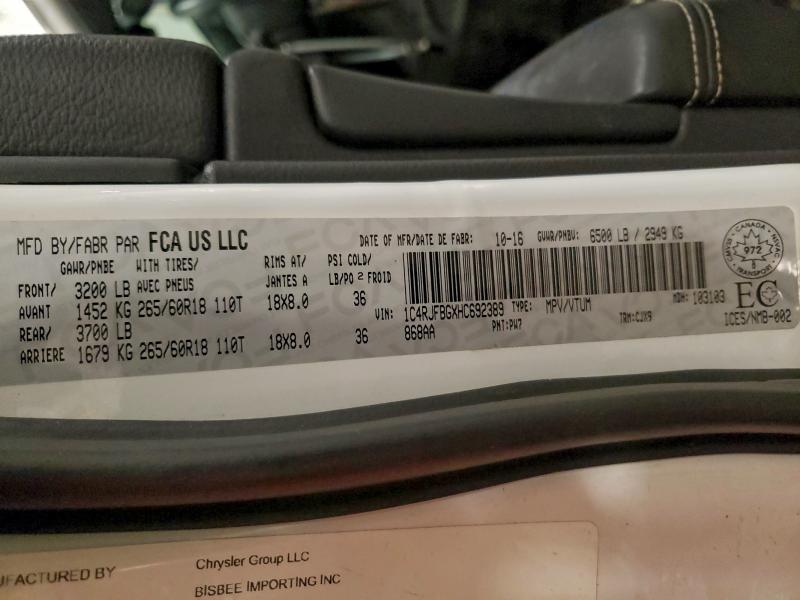 MFD BY/FABR PAR FCA US LLC
DATE OF MFR/DATE DE FABR: 10-16 GVWR/PNBV: 6500 LB / 2949 KG
GAWR/PNBE WITH TIRES/ RIMS AT/ PSI COLD/
AVEC PNEUS JANTES A LB/PO 2 FROID
FRONT/ 3200 LB
AVANT 1452 KG 265/60R18 110T 18X8.0 36
REAR/ 3700 LB
ARRIERE 1679 KG 265/60R18 110T 18X8.0 36
VIN: 1C4RJFBGXHC692389 TYPE: MPV/VTUM MDH: 103103
868AA PNT: PW7 TRM: CJX9
CANADA
972
TRANSPORT
EC
ICES/NMB-002
UFACTURED BY Chrysler Group LLC
BISBEE IMPORTING INC